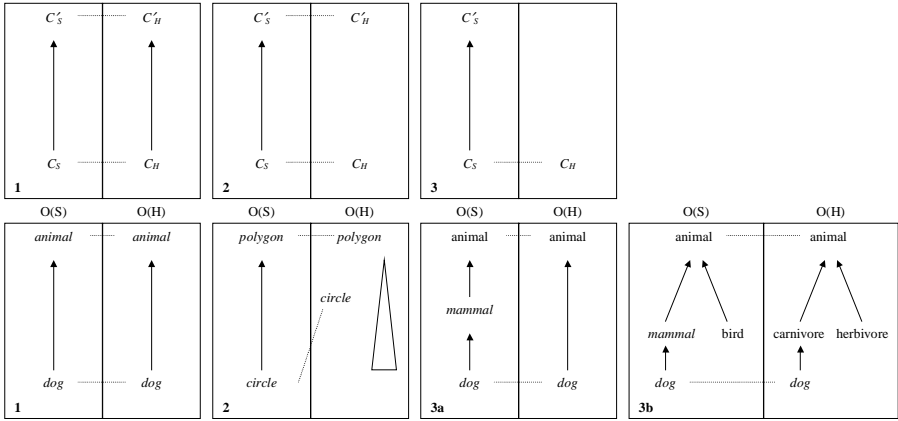 C′S C′H
CS CH
1
C′S C′H
CS CH
2
C′S
CS CH
3
O(S) O(H)
animal animal
dog dog
1
O(S) O(H)
polygon polygon
circle
circle
2
O(S) O(H)
animal animal
mammal
dog dog
3a
O(S) O(H)
animal animal
mammal bird carnivore herbivore
dog dog
3b